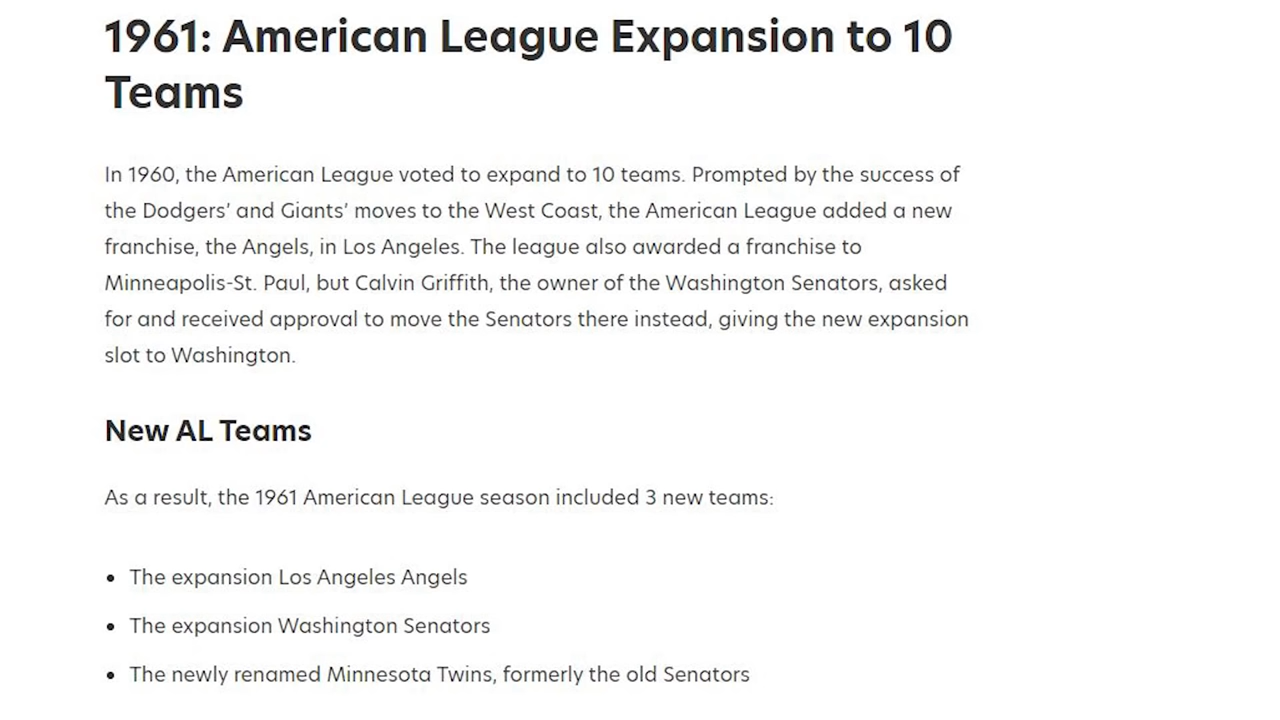 1961: American League Expansion to 10
Teams
In 1960, the American League voted to expand to 10 teams. Prompted by the success of
the Dodgers’ and Giants’ moves to the West Coast, the American League added a new
franchise, the Angels, in Los Angeles. The league also awarded a franchise to
Minneapolis-St. Paul, but Calvin Griffith, the owner of the Washington Senators, asked
for and received approval to move the Senators there instead, giving the new expansion
slot to Washington.
New AL Teams
As a result, the 1961 American League season included 3 new teams:
• The expansion Los Angeles Angels
• The expansion Washington Senators
• The newly renamed Minnesota Twins, formerly the old Senators